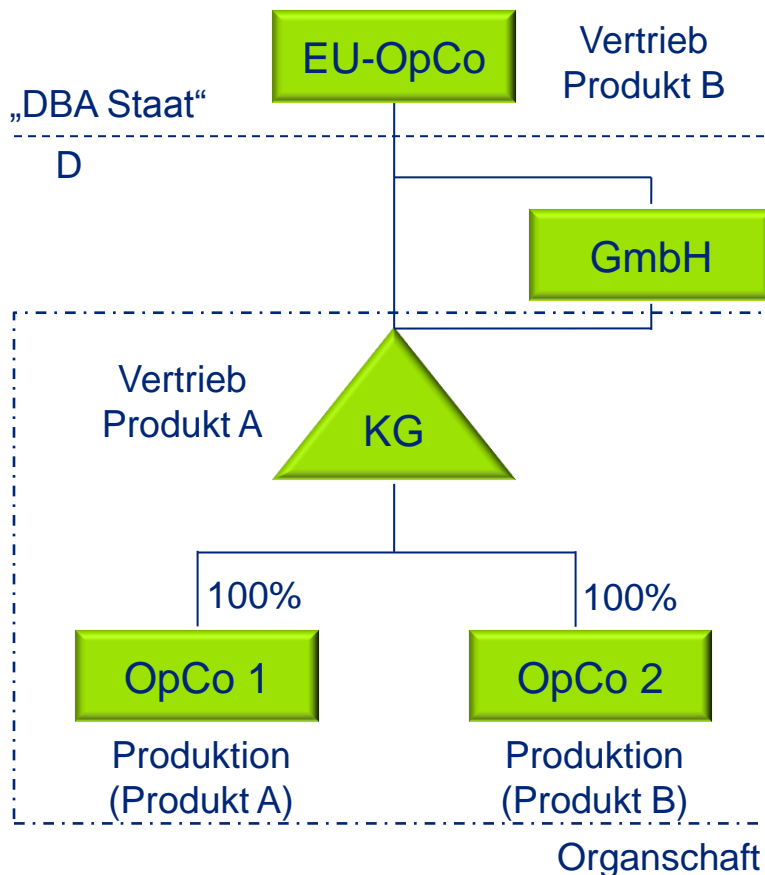 EU-OpCo
Vertrieb
Produkt B
„DBA Staat“
D
GmbH
Vertrieb
Produkt A
KG
100%
100%
OpCo 1
OpCo 2
Produktion
(Produkt A)
Produktion
(Produkt B)
Organschaft